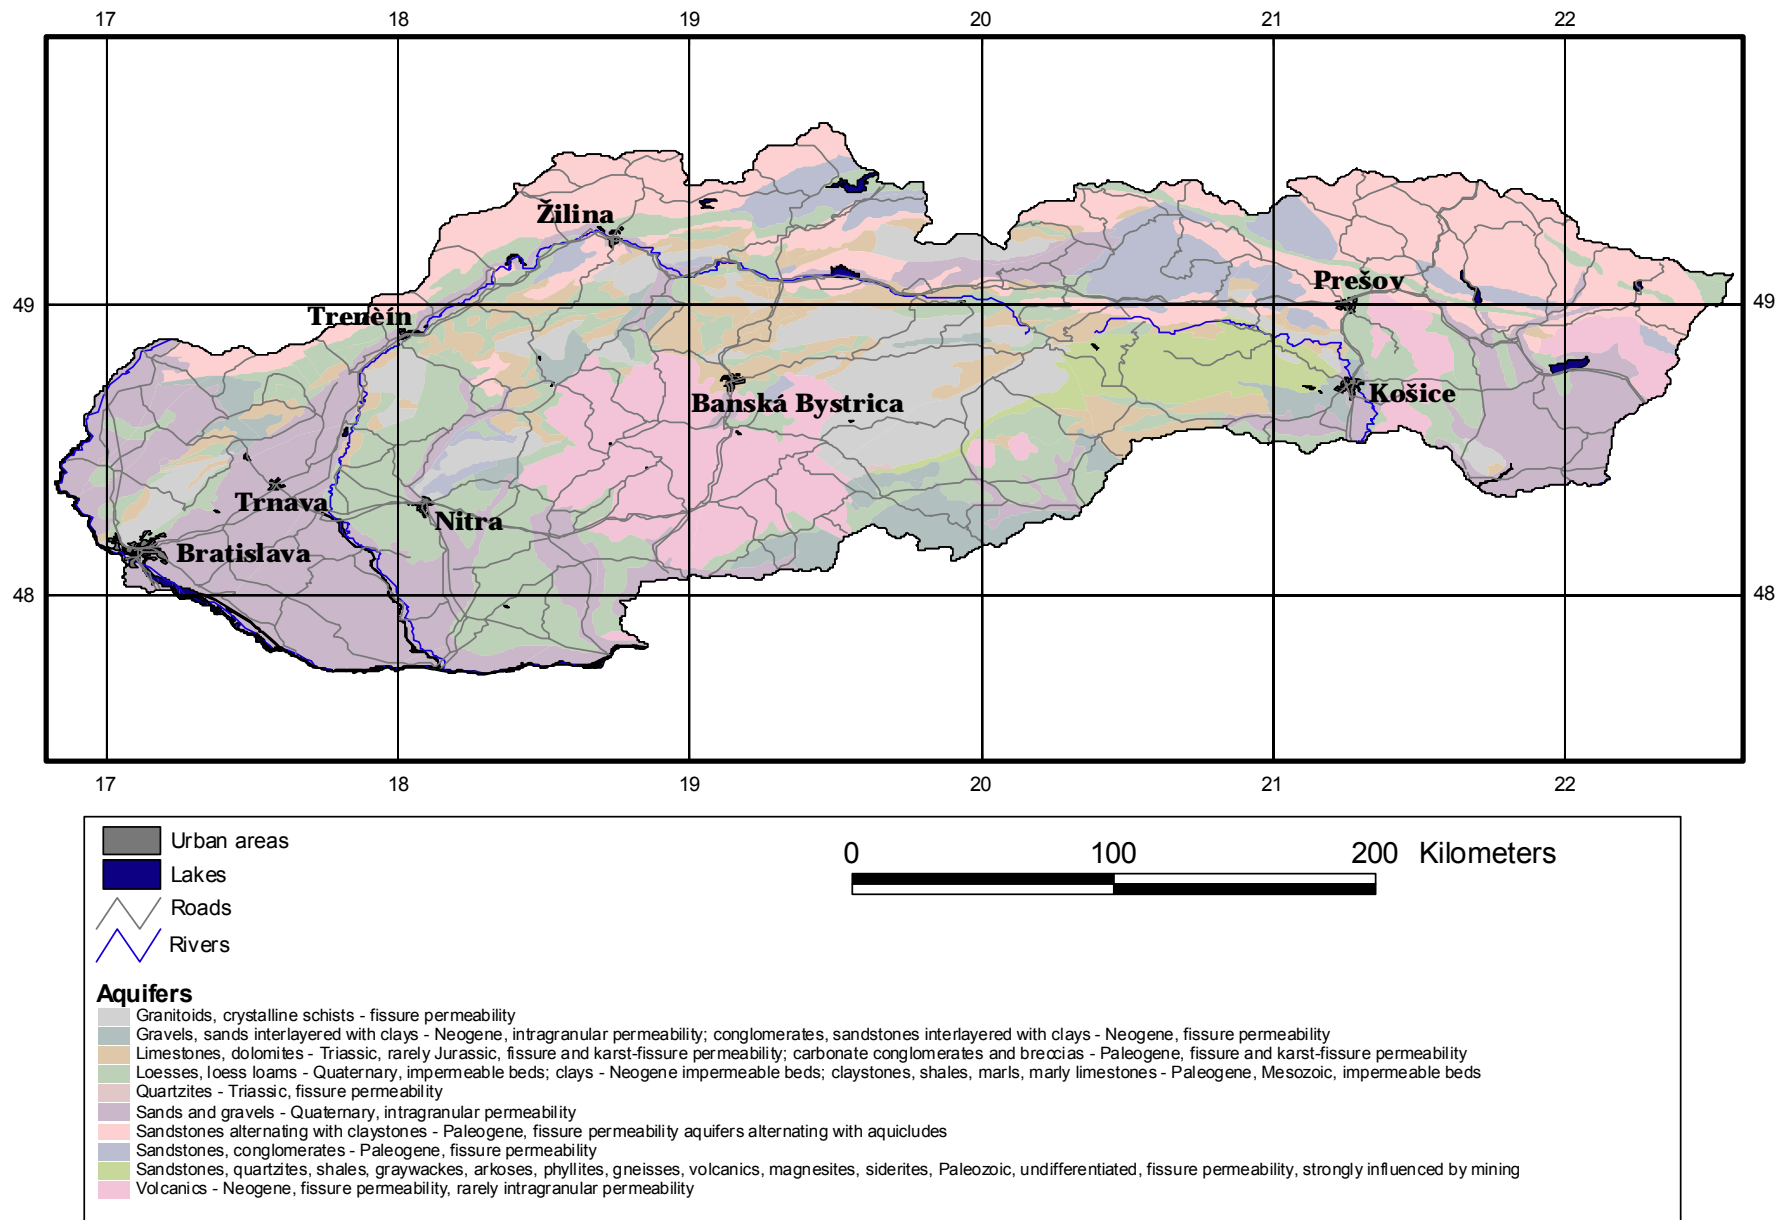 17 18 19 20 21 22
Žilina
49 Prešov 49
Trenèín
Banská Bystrica Košice
Trnava
Nitra
Bratislava
48 48
17 18 19 20 21 22
Urban areas
Lakes
Roads
Rivers
0 100 200 Kilometers
Aquifers
Granitoids, crystalline schists - fissure permeability
Gravels, sands interlayered with clays - Neogene, intragranular permeability; conglomerates, sandstones interlayered with clays - Neogene, fissure permeability
Limestones, dolomites - Triassic, rarely Jurassic, fissure and karst-fissure permeability; carbonate conglomerates and breccias - Paleogene, fissure and karst-fissure permeability
Loesses, loess loams - Quaternary, impermeable beds; clays - Neogene impermeable beds; claystones, shales, marls, marly limestones - Paleogene, Mesozoic, impermeable beds
Quartzites - Triassic, fissure permeability
Sands and gravels - Quaternary, intragranular permeability
Sandstones alternating with claystones - Paleogene, fissure permeability aquifers alternating with aquicludes
Sandstones, conglomerates - Paleogene, fissure permeability
Sandstones, quartzites, shales, graywackes, arkoses, phyllites, gneisses, volcanics, magnesites, siderites, Paleozoic, undifferentiated, fissure permeability, strongly influenced by mining
Volcanics - Neogene, fissure permeability, rarely intragranular permeability